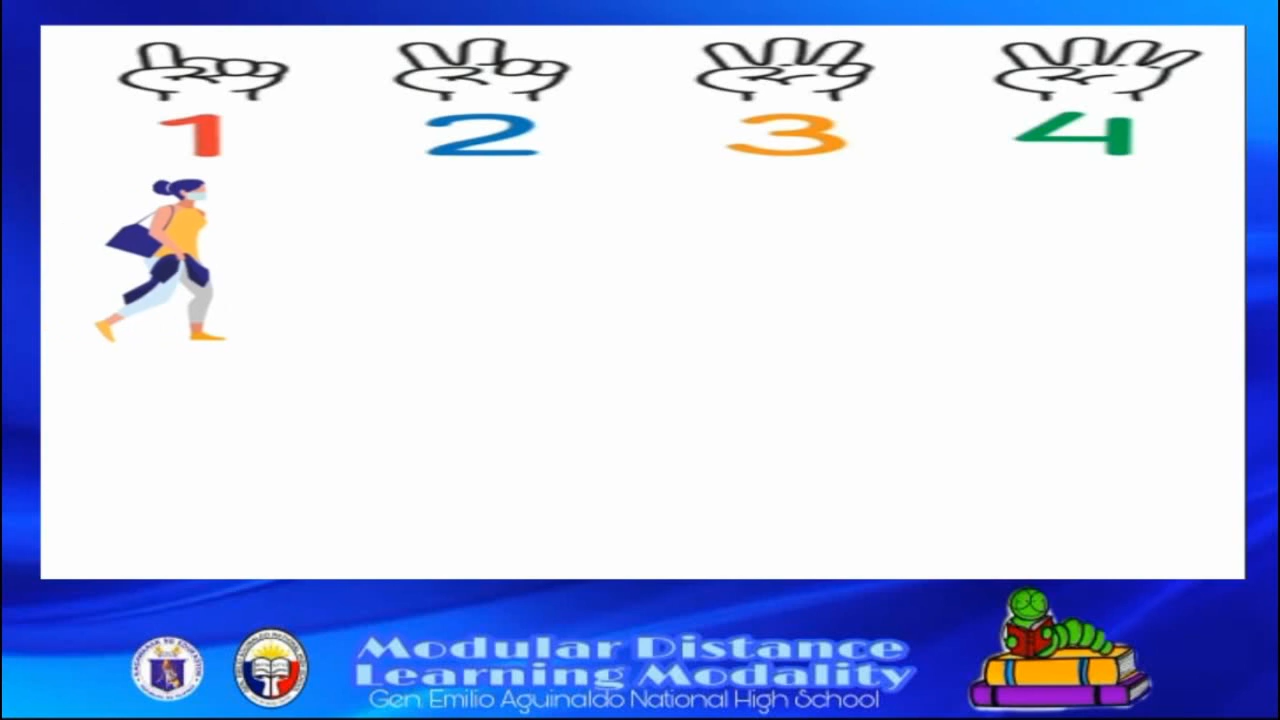 1 2 3 4
Modular Distance
Learning Modality
Gen. Emilio Aguinaldo National High School